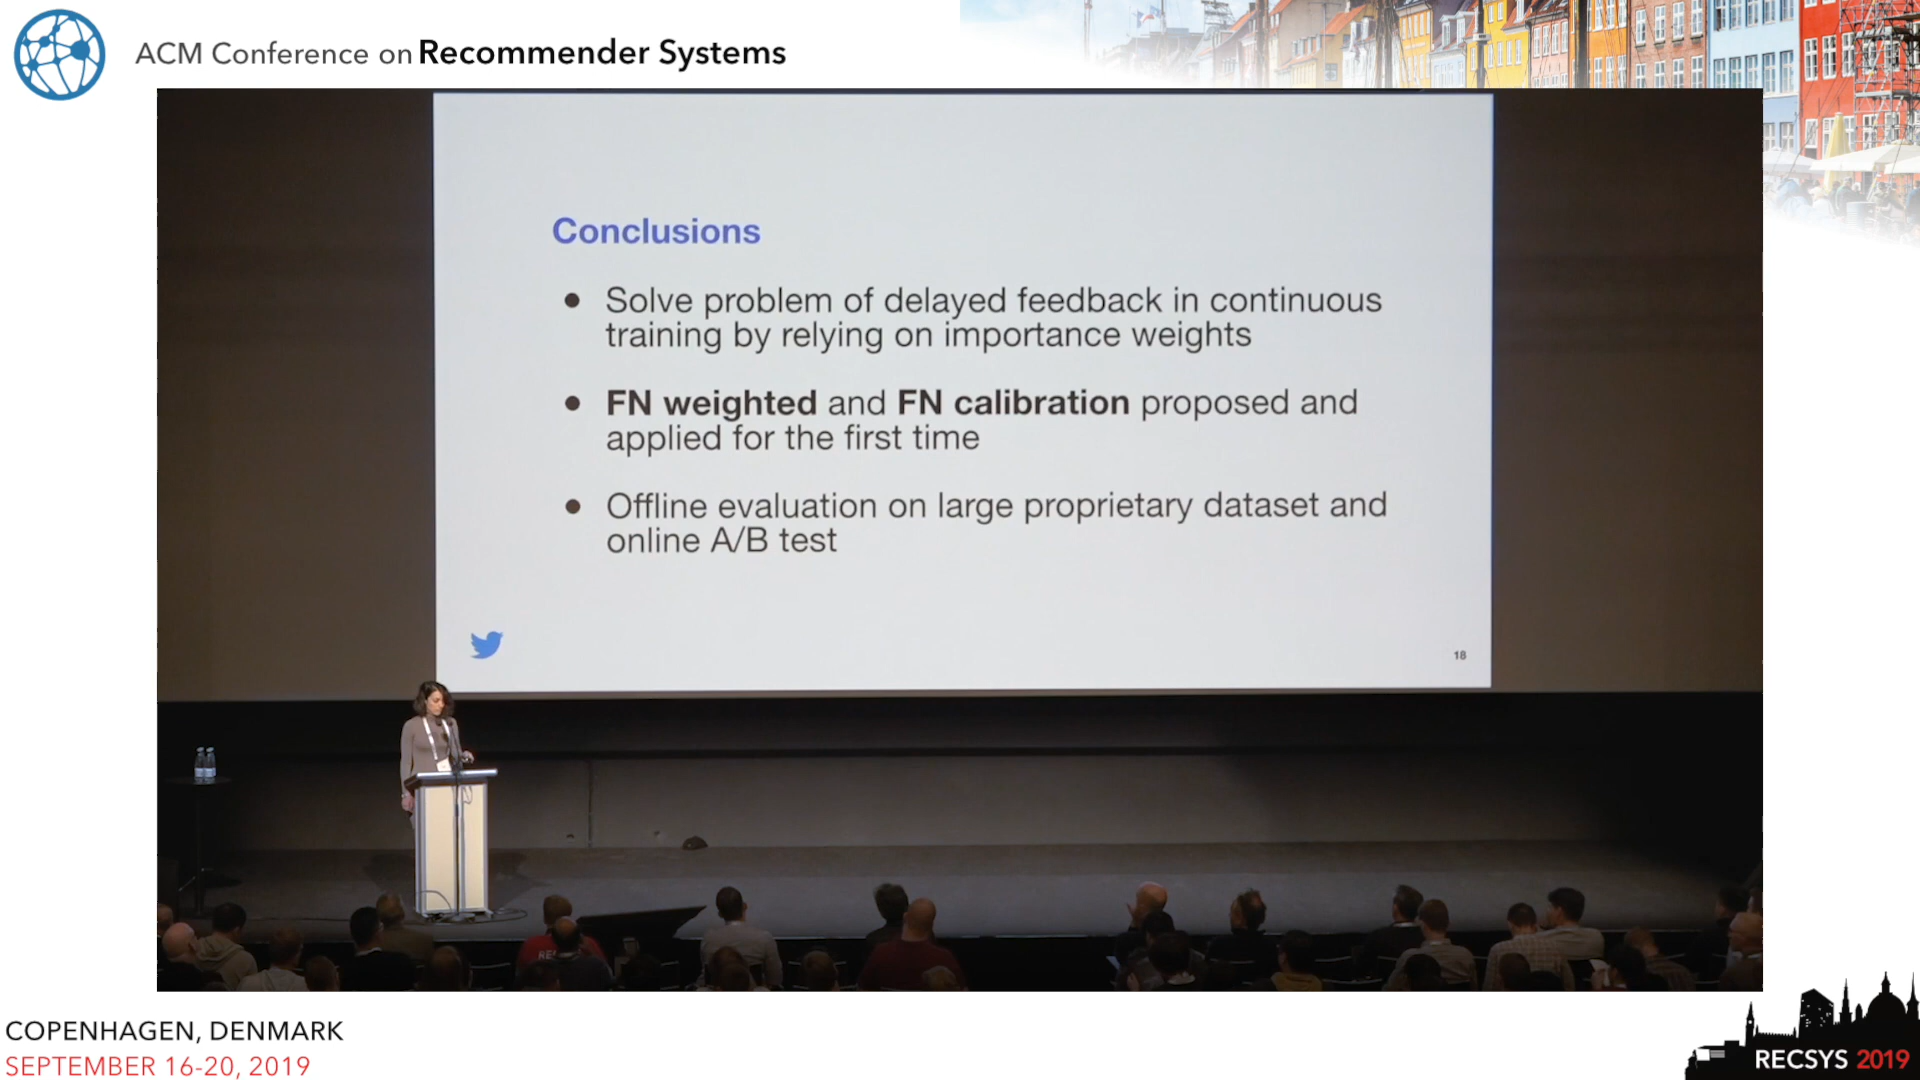 ACM Conference on Recommender Systems
Conclusions
● Solve problem of delayed feedback in continuous
training by relying on importance weights
● FN weighted and FN calibration proposed and
applied for the first time
● Offline evaluation on large proprietary dataset and
online A/B test
18
COPENHAGEN, DENMARK
SEPTEMBER 16-20, 2019
RECSYS 2019